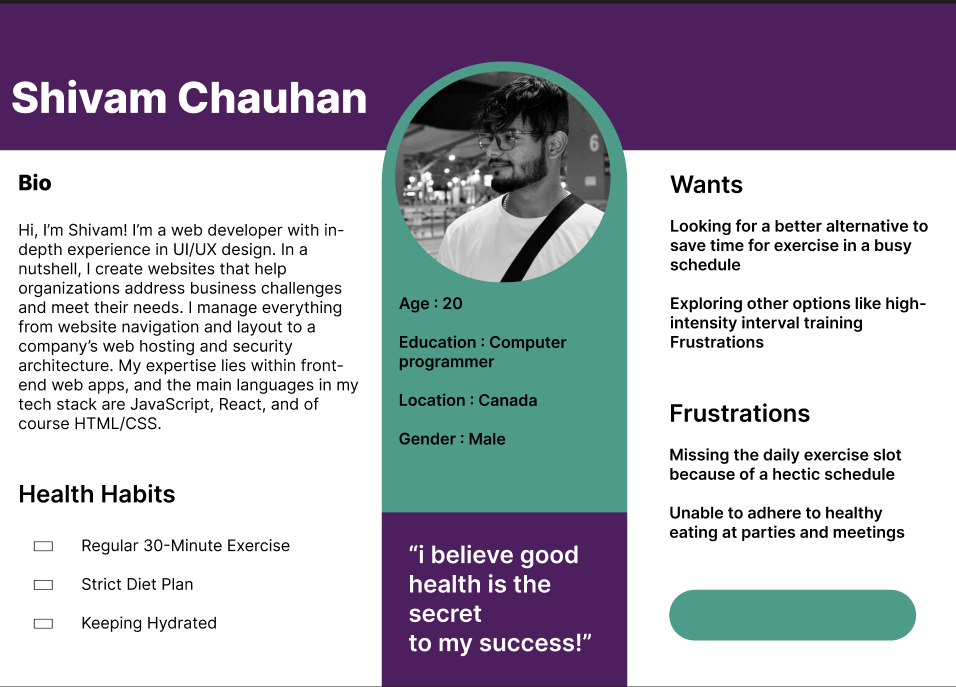 Shivam Chauhan
Bio
Hi, I’m Shivam! I’m a web developer with in-
depth experience in UI/UX design. In a
nutshell, I create websites that help
organizations address business challenges
and meet their needs. I manage everything
from website navigation and layout to a
company’s web hosting and security
architecture. My expertise lies within front-
end web apps, and the main languages in my
tech stack are JavaScript, React, and of
course HTML/CSS.
Health Habits
Regular 30-Minute Exercise
Strict Diet Plan
Keeping Hydrated
6
Age : 20
Education : Computer
programmer
Location : Canada
Gender : Male
“i believe good
health is the
secret
to my success!”
Wants
Looking for a better alternative to
save time for exercise in a busy
schedule
Exploring other options like high-
intensity interval training
Frustrations
Frustrations
Missing the daily exercise slot
because of a hectic schedule
Unable to adhere to healthy
eating at parties and meetings